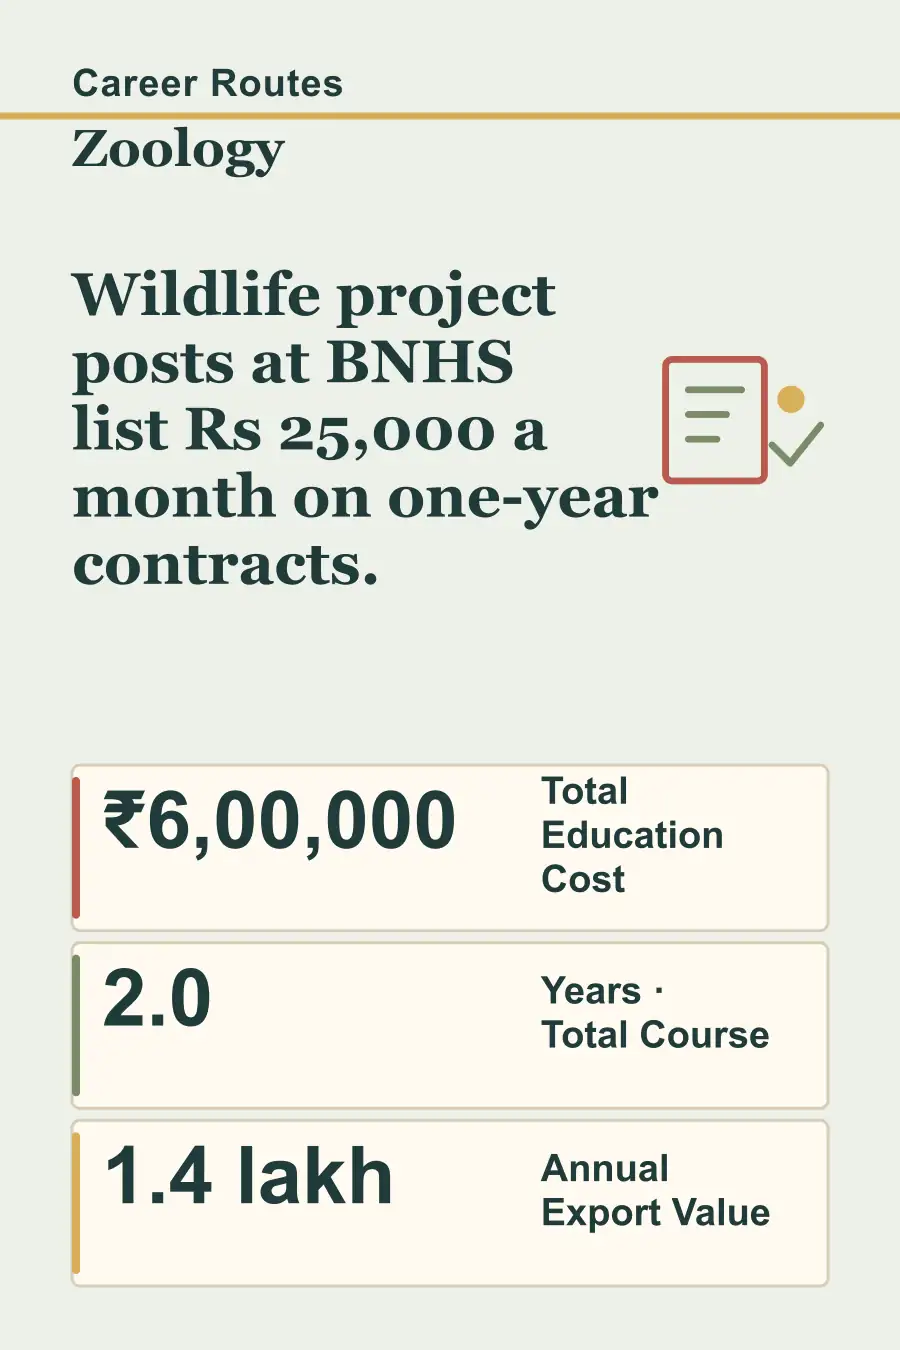 Career Routes
Zoology
Wildlife project
posts at BNHS
list Rs 25,000 a
month on one-year
contracts.
₹6,00,000
Total
Education
Cost
2.0
Years ·
Total Course
1.4 lakh
Annual
Export Value